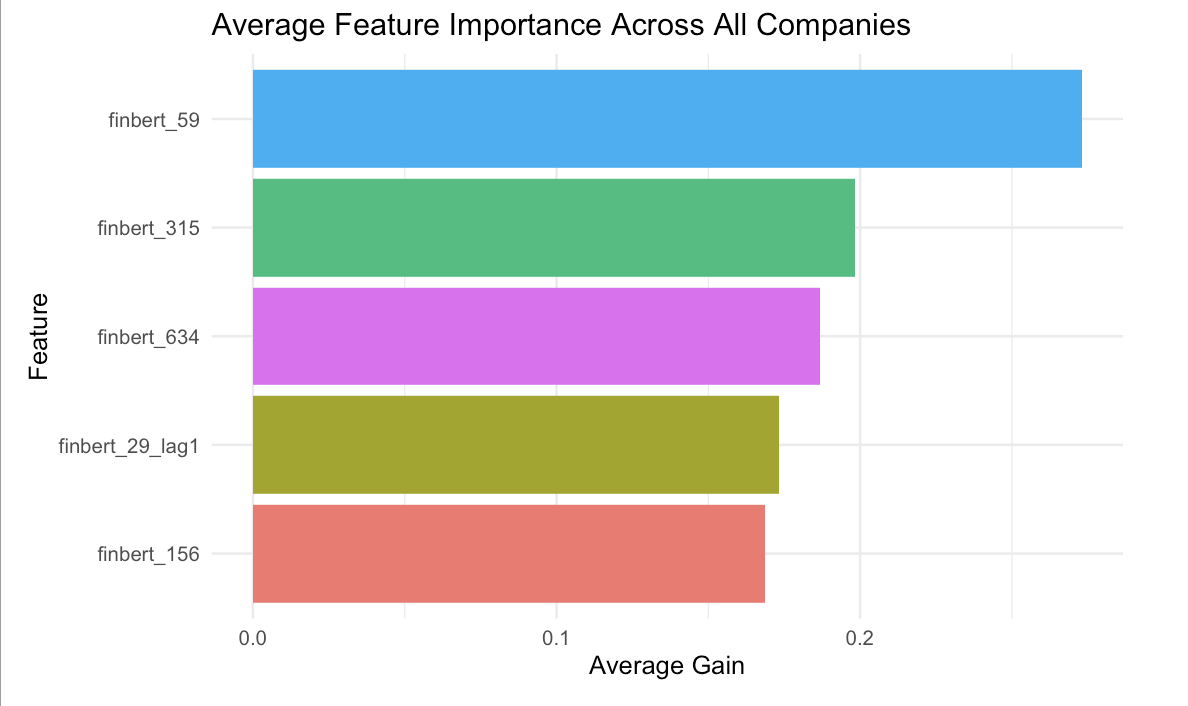 Average Feature Importance Across All Companies
finbert_59
finbert_315
finbert_634
finbert_29_lag1
finbert_156
Feature
0.0 0.1 0.2
Average Gain